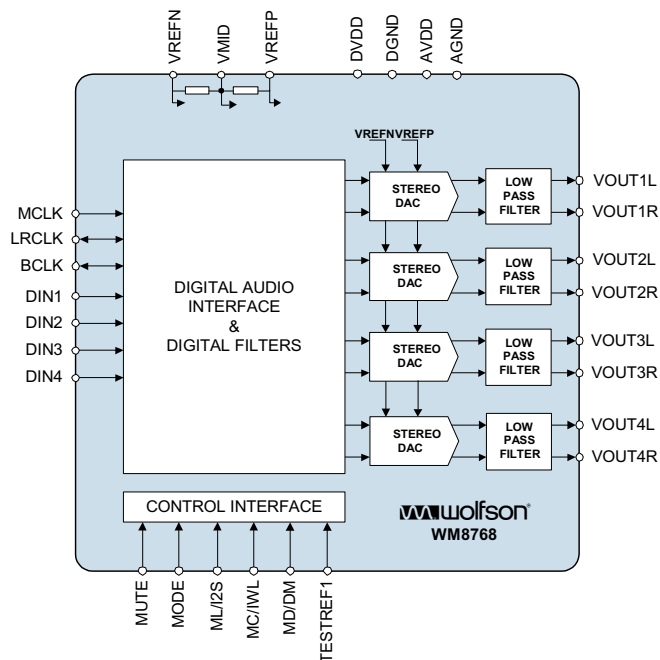 VREFN
VMID
VREFP
DVDD
DGND
AVDD
AGND
VREFN VREFP
MCLK
LRCLK
BCLK
DIN1
DIN2
DIN3
DIN4
DIGITAL AUDIO
INTERFACE
&
DIGITAL FILTERS
STEREO
DAC
LOW
PASS
FILTER
VOUT1L
VOUT1R
STEREO
DAC
LOW
PASS
FILTER
VOUT2L
VOUT2R
STEREO
DAC
LOW
PASS
FILTER
VOUT3L
VOUT3R
STEREO
DAC
LOW
PASS
FILTER
VOUT4L
VOUT4R
CONTROL INTERFACE
wolfson®
WM8768
MUTE
MODE
ML/I2S
MC/IWL
MD/DM
TESTREF1